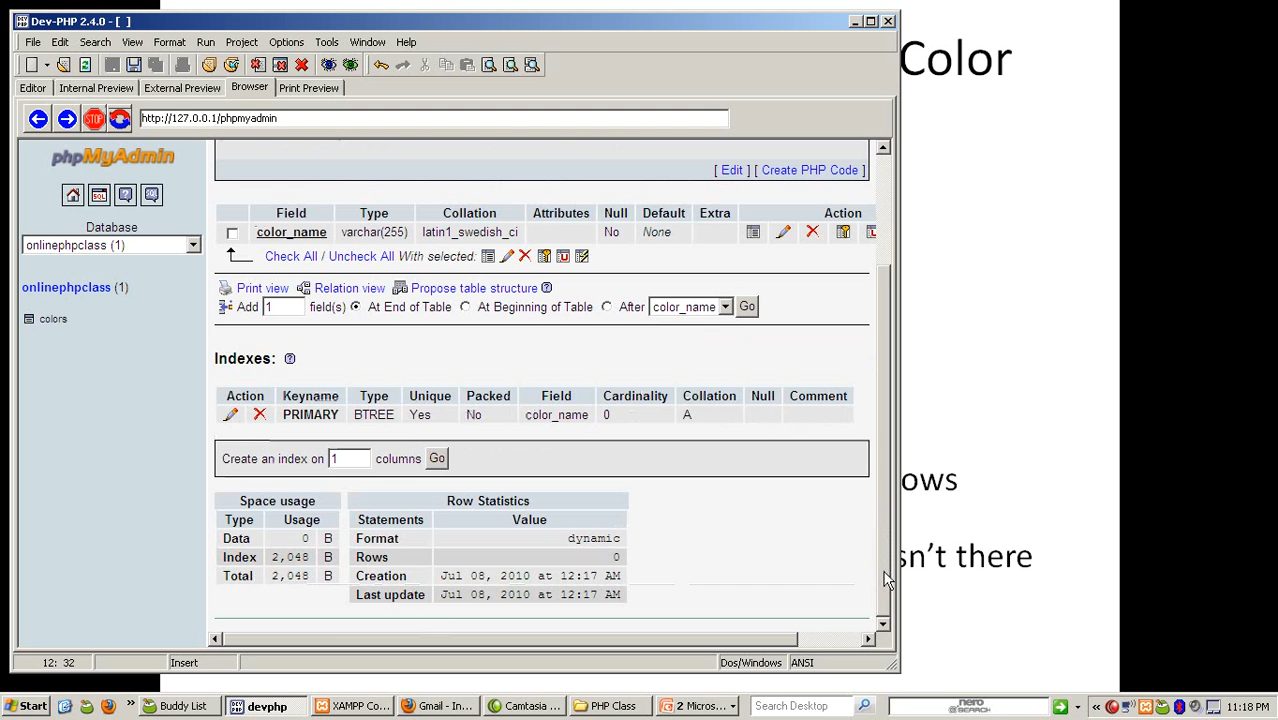 Dev-PHP 2.4.0 - [ ]
File Edit Search View Format Run Project Options Tools Window Help
Editor Internal Preview External Preview Browser Print Preview
STOP http://127.0.0.1/phpmyadmin
Color
phpMyAdmin
SQL
Database
onlinephpclass (1)
onlinephpclass (1)
colors
[ Edit ] [ Create PHP Code ]
Field Type Collation Attributes Null Default Extra Action
color_name varchar(255) latin1_swedish_ci No None
Check All / Uncheck All With selected:
Print view Relation view Propose table structure
Add 1 field(s) At End of Table At Beginning of Table After color_name Go
Indexes:
Action Keyname Type Unique Packed Field Cardinality Collation Null Comment
PRIMARY BTREE Yes No color_name 0 A
Create an index on 1 columns Go
Space usage
Type Usage
Data 0 B
Index 2,048 B
Total 2,048 B
Row Statistics
Statements Value
Format dynamic
Rows 0
Creation Jul 08, 2010 at 12:17 AM
Last update Jul 08, 2010 at 12:17 AM
ows
sn't there
12: 32 Insert Dos/Windows ANSI
Start Buddy List devphp XAMPP Co... Gmail - ... Camtasia ... PHP Class 2 Micros... Search Desktop nero SEARCH 11:18 PM